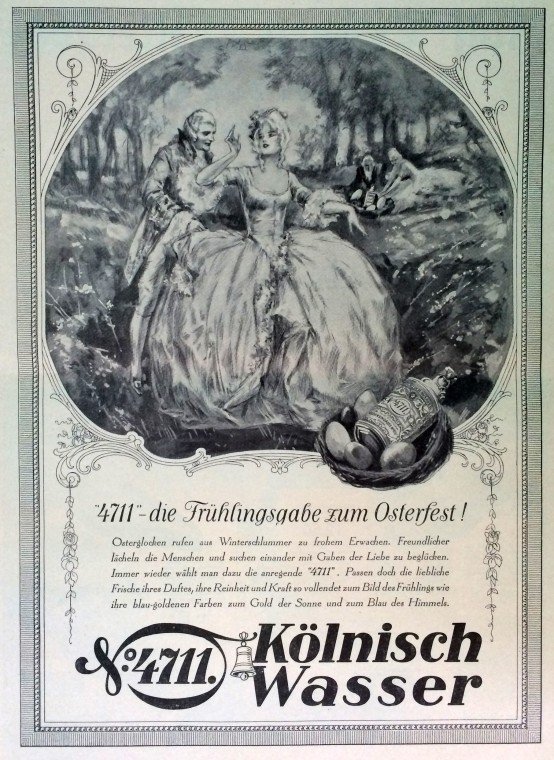 "4711" - die Frühlingsgabe zum Osterfest!
Osterglocken rufen aus Winterschlummer zu frohem Erwachen. Freundlicher
lächeln die Menschen und suchen einander mit Gaben der Liebe zu beglücken.
Immer wieder wählt man dazu die anregende "4711". Passen doch die liebliche
Frische ihres Duftes, ihre Reinheit und Kraft so vollendet zum Bild des Frühlings wie
ihre blau-goldenen Farben zum Gold der Sonne und zum Blau des Himmels.
No. 4711.
Kölnisch
Wasser